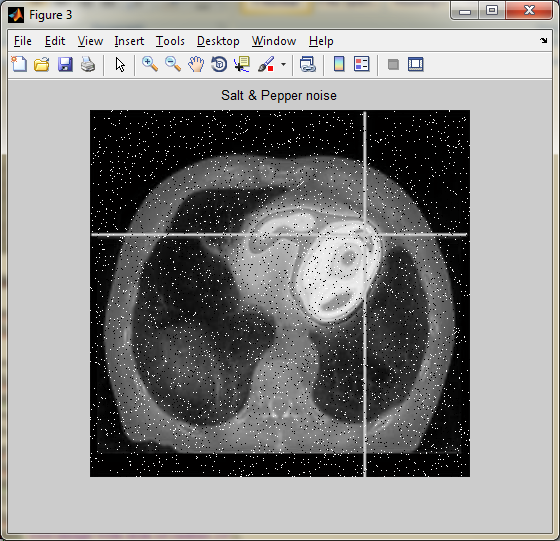 Figure 3
File Edit View Insert Tools Desktop Window Help
Salt & Pepper noise